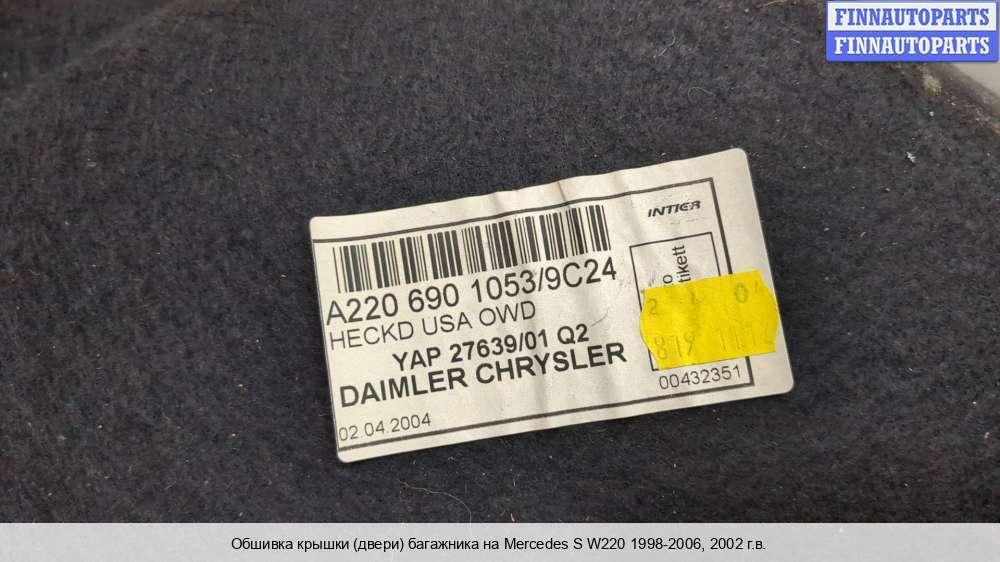 FINNAUTOPARTS
FINNAUTOPARTS
INTIER
A220 690 1053/9C24
HECKD USA OWD
YAP 27639/01 Q2
DAIMLER CHRYSLER
02.04.2004
00432351
819
Обшивка крышки (двери) багажника на Mercedes S W220 1998-2006, 2002 г.в.